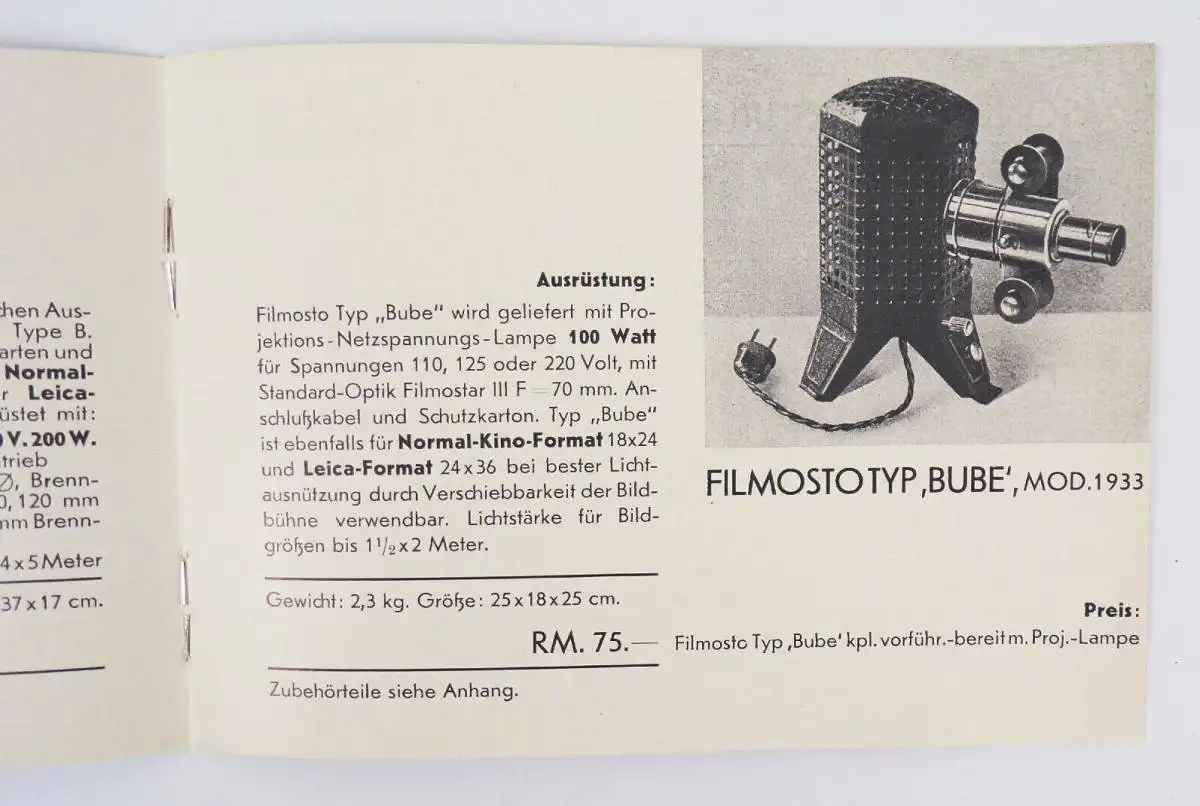 chen Aus-
Type B.
arten und
Normal-
r Leica-
üstet mit:
V. 200 W.
trieb
Ø, Brenn-
0, 120 mm
mm Brenn-
4 x 5 Meter
37 x 17 cm.
Ausrüstung:
Filmosto Typ „Bube" wird geliefert mit Pro-
jektions-Netzspannungs-Lampe 100 Watt
für Spannungen 110, 125 oder 220 Volt, mit
Standard-Optik Filmostar III F = 70 mm. An-
schlußkabel und Schutzkarton. Typ „Bube"
ist ebenfalls für Normal-Kino-Format 18x24
und Leica-Format 24x36 bei bester Licht-
ausnützung durch Verschiebbarkeit der Bild-
bühne verwendbar. Lichtstärke für Bild-
größen bis 1 1/2 x 2 Meter.
Gewicht: 2,3 kg. Größe: 25 x 18 x 25 cm.
RM. 75.—
Zubehörteile siehe Anhang.
FILMOSTO TYP ‚BUBE', MOD. 1933
Preis:
Filmosto Typ ‚Bube' kpl. vorführ.-bereit m. Proj.-Lampe